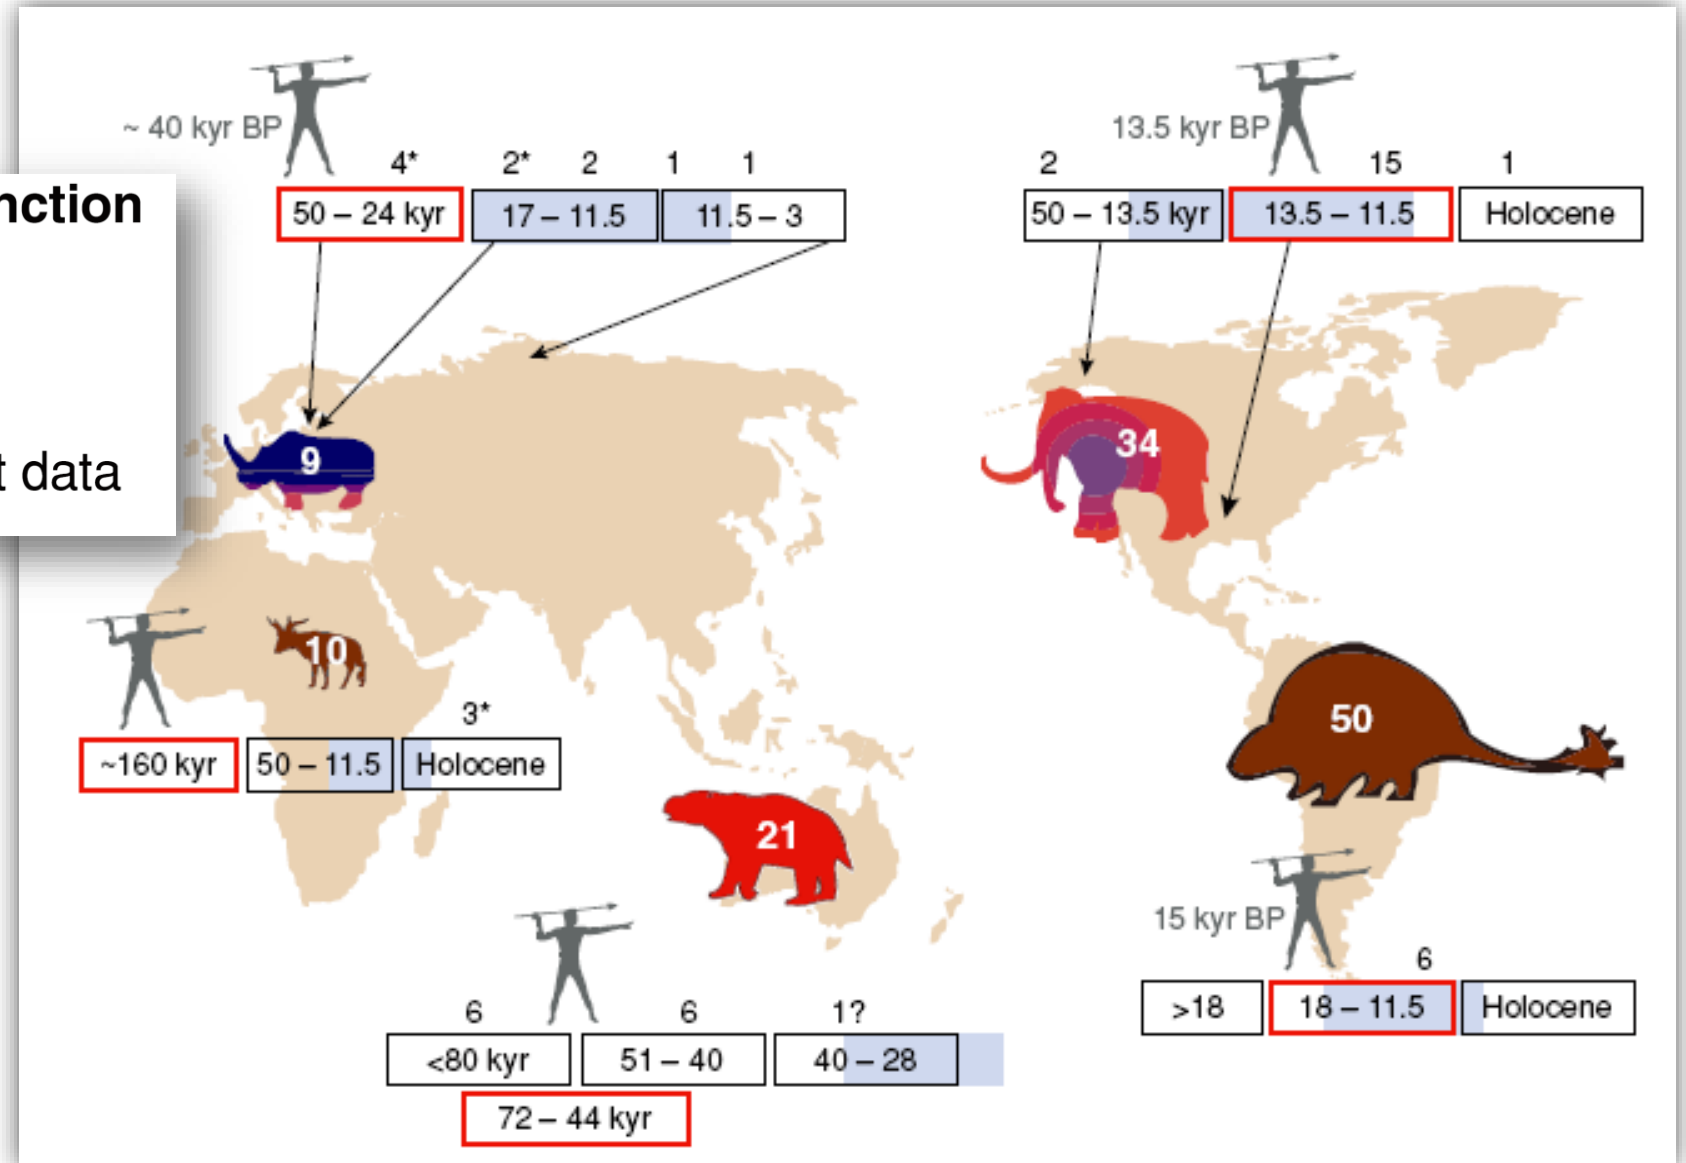 ~ 40 kyr BP
4* 2* 2 1 1
50 – 24 kyr 17 – 11.5 11.5 – 3
13.5 kyr BP
2 15 1
50 – 13.5 kyr 13.5 – 11.5 Holocene
nction
t data
9
34
10
3*
~160 kyr 50 – 11.5 Holocene
50
21
15 kyr BP
6
>18 18 – 11.5 Holocene
6 6 1?
<80 kyr 51 – 40 40 – 28
72 – 44 kyr